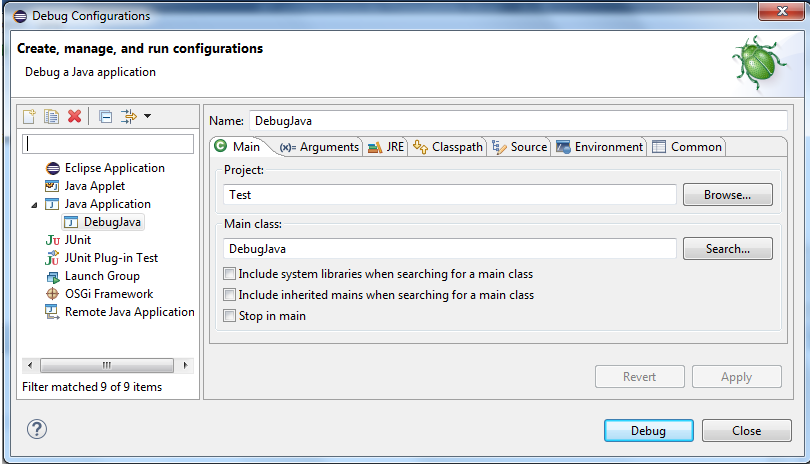 Debug Configurations
Create, manage, and run configurations
Debug a Java application
Eclipse Application
Java Applet
Java Application
DebugJava
JUnit
JUnit Plug-in Test
Launch Group
OSGi Framework
Remote Java Application
Filter matched 9 of 9 items
Name: DebugJava
Main (x)= Arguments JRE Classpath Source Environment Common
Project:
Test Browse...
Main class:
DebugJava Search...
Include system libraries when searching for a main class
Include inherited mains when searching for a main class
Stop in main
Revert Apply
? Debug Close